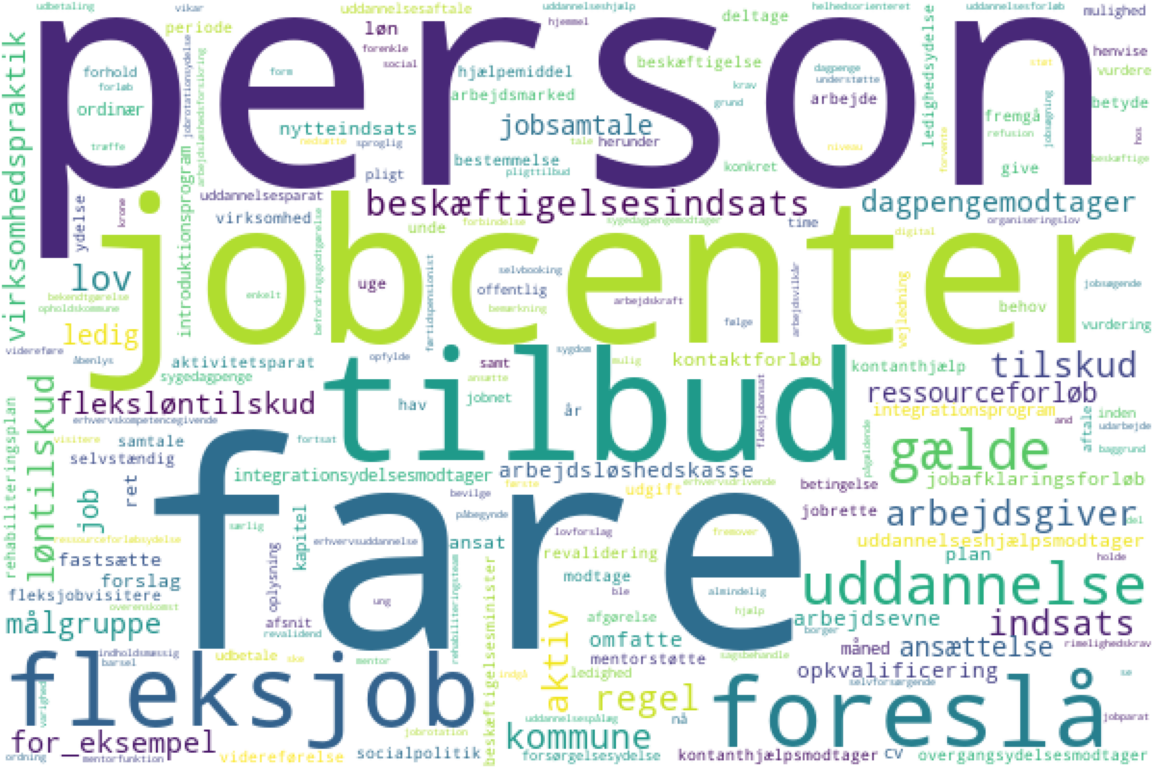 udbetaling
vikar
uddannelsesaftale
uddannelseshjælp
deltage
helhedsorienteret
uddannelsesforløb
mulighed
periode
løn
hjemmel
forenkle
social
person
virksomhedspraktik
forhold
forløb
ordinær
træffe
form
hjælpemiddel
arbejdsmarked
beskæftigelse
krav
grund
dagpenge
understøtte
arbejde
ledighedsydelse
støt
henvise
vurdere
betyde
fremgå
refusion
jobsøgning
hos
jobrotationsydelse
arbejdsløshedsforsikring
introduktionsprogram
nytteindsats
nedsætte
sproglig
jobsamtale
tale
herunder
niveau
forvente
give
beskæftige
pligt
bestemmelse
pligttilbud
konkret
ydelse
krone
uddannelsesparat
virksomhed
beskæftigelsesindsats
dagpengemodtager
befordringsgodtgørelse
unde
forbindelse
sygedagpengemodtager
time
digital
organiseringslov
jobcenter
lov
bekendtgørelse
opholdskommune
enkelt
uge
førtidspensionist
selvbooking
offentlig
bemærkning
arbejdskraft
følge
arbejdsvilkår
vejledning
behov
jobsøgende
vurdering
ledig
videreføre
åbenlys
aktivitetsparat
sygedagpenge
opfylde
samt
ansætte
sygdom
mulig
kontaktforløb
kontanthjælp
tilskud
tilbud
fleksløntilskud
erhvervskompetencegivende
hav
jobnet
år
fleksjobansat
ressourceforløb
integrationsprogram
and
aftale
inden
udarbejde
baggrund
rehabiliteringsplan
løntilskud
visitere
samtale
selvstændig
job
ret
fortsat
integrationsydelsesmodtager
arbejdsløshedskasse
pågældende
gælde
jobafklaringsforløb
fare
bevilge
første
erhvervsdrivende
udgift
betingelse
jobrette
arbejdsgiver
del
ressourceforløbsydelse
særlig
kapitel
påbegynde
erhvervsuddannelse
lovforslag
fremover
uddannelseshjælpsmodtager
fastsætte
oplysning
ansat
revalidering
plan
holde
forslag
fleksjobvisitere
overenskomst
ung
rehabiliteringsteam
beskæftigelsesminister
modtage
ble
almindelig
uddannelse
målgruppe
afsnit
revalidend
aktiv
afgørelse
hjælp
arbejdsevne
borger
indsats
omfatte
sagsbehandle
måned
ansættelse
rimelighedskrav
indholdsmæssig
barsel
udbetale
ske
mentor
indgå
mentorstøtte
ledighed
opkvalificering
selvforsørgende
se
fleksjob
varighed
regel
foreslå
jobparat
for_eksempel
jobrotation
uddannelsespålæg
nå
kommune
ordning
mentorfunktion
videreførelse
socialpolitik
forsørgelsesydelse
kontanthjælpsmodtager
cv
overgangsydelsesmodtager